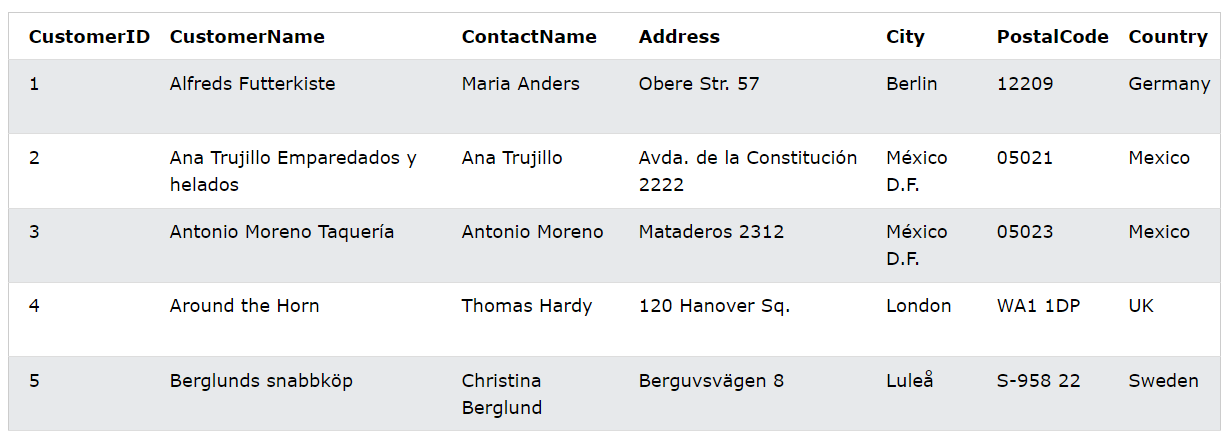 CustomerID CustomerName ContactName Address City PostalCode Country
1 Alfreds Futterkiste Maria Anders Obere Str. 57 Berlin 12209 Germany
2 Ana Trujillo Emparedados y Ana Trujillo Avda. de la Constitución México 05021 Mexico
helados 2222 D.F.
3 Antonio Moreno Taquería Antonio Moreno Mataderos 2312 México 05023 Mexico
D.F.
4 Around the Horn Thomas Hardy 120 Hanover Sq. London WA1 1DP UK
5 Berglunds snabbköp Christina Berguvsvägen 8 Luleå S-958 22 Sweden
Berglund